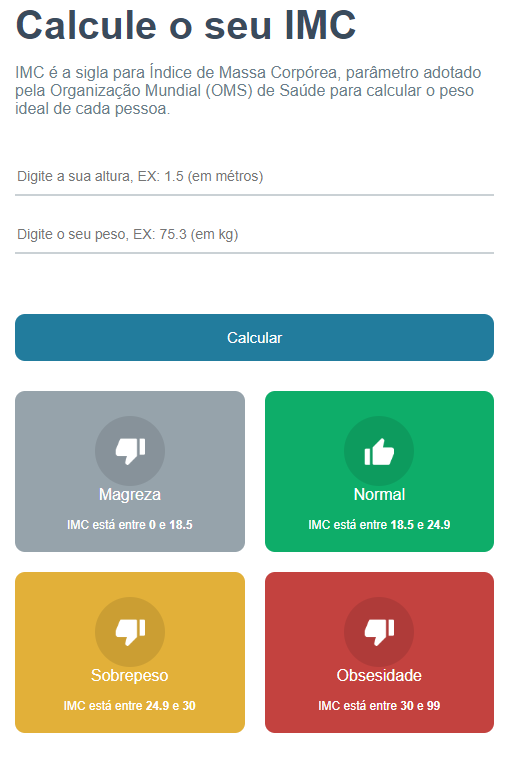 Calcule o seu IMC
IMC é a sigla para Índice de Massa Corpórea, parâmetro adotado
pela Organização Mundial (OMS) de Saúde para calcular o peso
ideal de cada pessoa.
Digite a sua altura, EX: 1.5 (em métros)
Digite o seu peso, EX: 75.3 (em kg)
Calcular
Magreza
IMC está entre 0 e 18.5
Normal
IMC está entre 18.5 e 24.9
Sobrepeso
IMC está entre 24.9 e 30
Obsesidade
IMC está entre 30 e 99